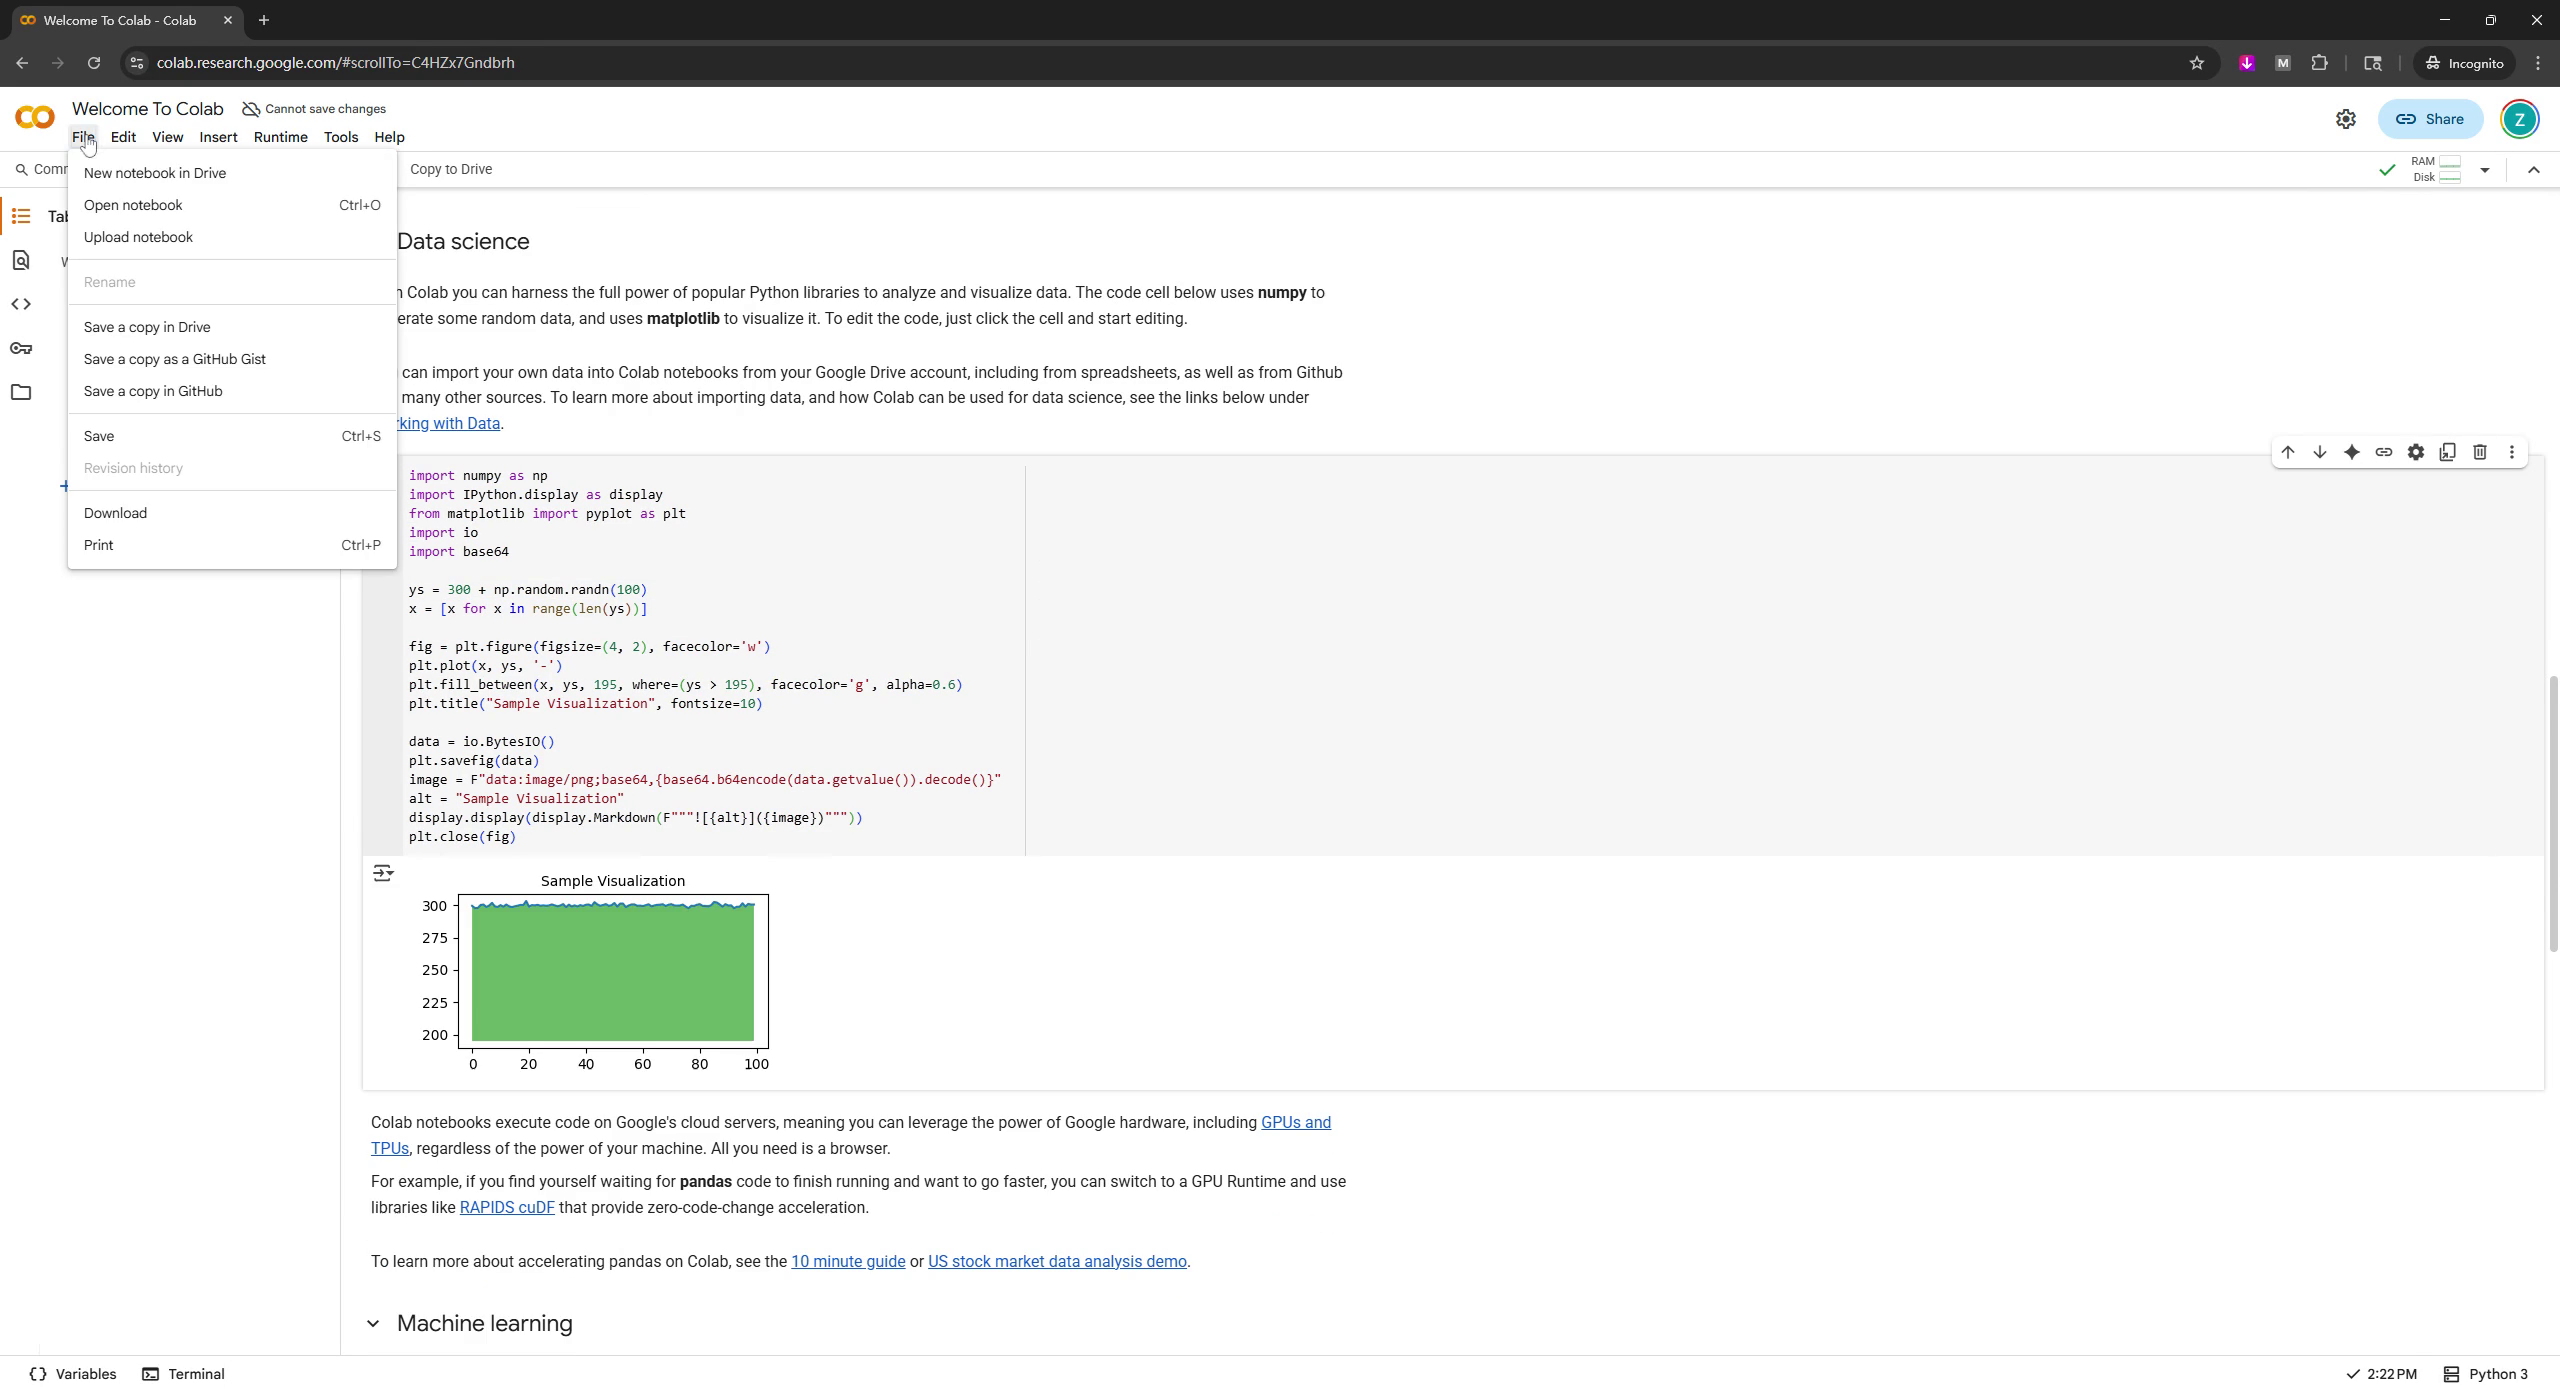 Welcome To Colab - Colab
colab.research.google.com/#scrollTo=C4HZx7Gndbrh
M
Incognito
Welcome To Colab
Cannot save changes
File Edit View Insert Runtime Tools Help
Share
Z
Comm
Copy to Drive
RAM
Disk
New notebook in Drive
Open notebook Ctrl+O
Upload notebook
Rename
Save a copy in Drive
Save a copy as a GitHub Gist
Save a copy in GitHub
Save Ctrl+S
Revision history
Download
Print Ctrl+P
Tab
Data science
n Colab you can harness the full power of popular Python libraries to analyze and visualize data. The code cell below uses numpy to
erate some random data, and uses matplotlib to visualize it. To edit the code, just click the cell and start editing.
can import your own data into Colab notebooks from your Google Drive account, including from spreadsheets, as well as from Github
many other sources. To learn more about importing data, and how Colab can be used for data science, see the links below under
rking with Data.
import numpy as np
import IPython.display as display
from matplotlib import pyplot as plt
import io
import base64
ys = 300 + np.random.randn(100)
x = [x for x in range(len(ys))]
fig = plt.figure(figsize=(4, 2), facecolor='w')
plt.plot(x, ys, '-')
plt.fill_between(x, ys, 195, where=(ys > 195), facecolor='g', alpha=0.6)
plt.title("Sample Visualization", fontsize=10)
data = io.BytesIO()
plt.savefig(data)
image = F"data:image/png;base64,{base64.b64encode(data.getvalue()).decode()}"
alt = "Sample Visualization"
display.display(display.Markdown(F"""![{alt}]({image})"""))
plt.close(fig)
Sample Visualization
300
275
250
225
200
0 20 40 60 80 100
Colab notebooks execute code on Google's cloud servers, meaning you can leverage the power of Google hardware, including GPUs and
TPUs, regardless of the power of your machine. All you need is a browser.
For example, if you find yourself waiting for pandas code to finish running and want to go faster, you can switch to a GPU Runtime and use
libraries like RAPIDS cuDF that provide zero-code-change acceleration.
To learn more about accelerating pandas on Colab, see the 10 minute guide or US stock market data analysis demo.
Machine learning
Variables Terminal
2:22 PM Python 3